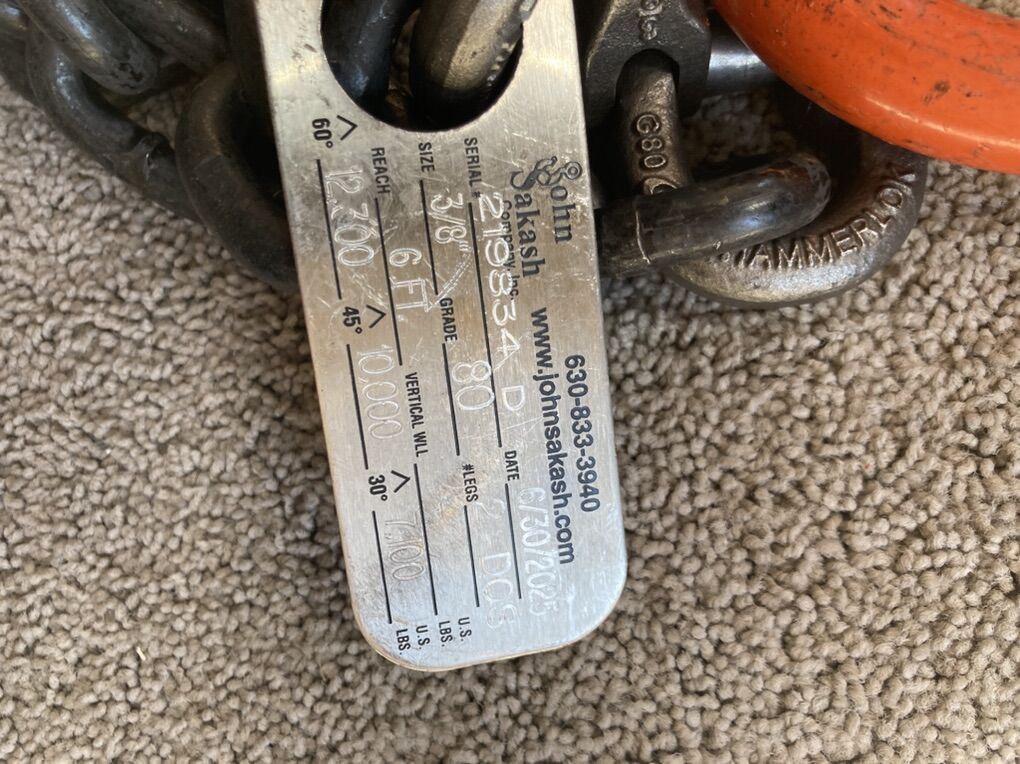 John
Sakash
Company, Inc.
630-833-3940
www.johnsakash.com
SERIAL # 219834 D DATE 6/30/2025
SIZE 3/8" GRADE 80 #LEGS 2 DOS
REACH 6 FT. VERTICAL WLL U.S. LBS.
60° 12,300 45° 10,000 30° 7,100 U.S. LBS.
G80
HAMMERLOK